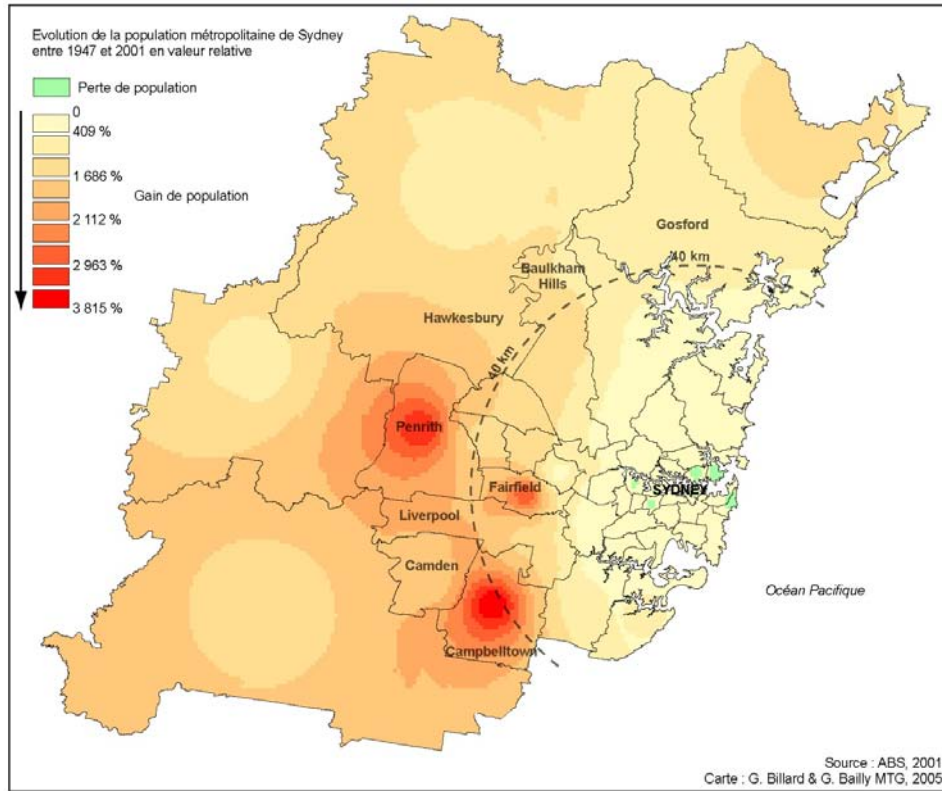 Evolution de la population métropolitaine de Sydney
entre 1947 et 2001 en valeur relative
Perte de population
0
409 %
1 686 %
Gain de population
2 112 %
2 963 %
3 815 %
Gosford
40 km
Baulkham
Hills
Hawkesbury
40 km
Penrith
Fairfield
SYDNEY
Liverpool
Camden
Océan Pacifique
Campbelltown
Source : ABS, 2001
Carte : G. Billard & G. Bailly MTG, 2005